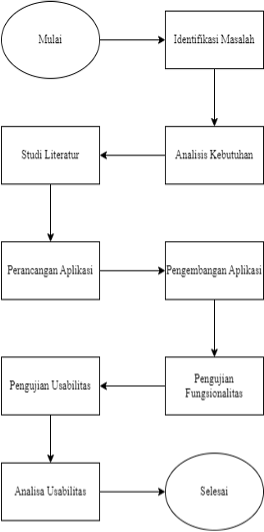 Mulai
Identifikasi Masalah
Analisis Kebutuhan
Studi Literatur
Perancangan Aplikasi
Pengembangan Aplikasi
Pengujian
Fungsionalitas
Pengujian Usabilitas
Analisa Usabilitas
Selesai